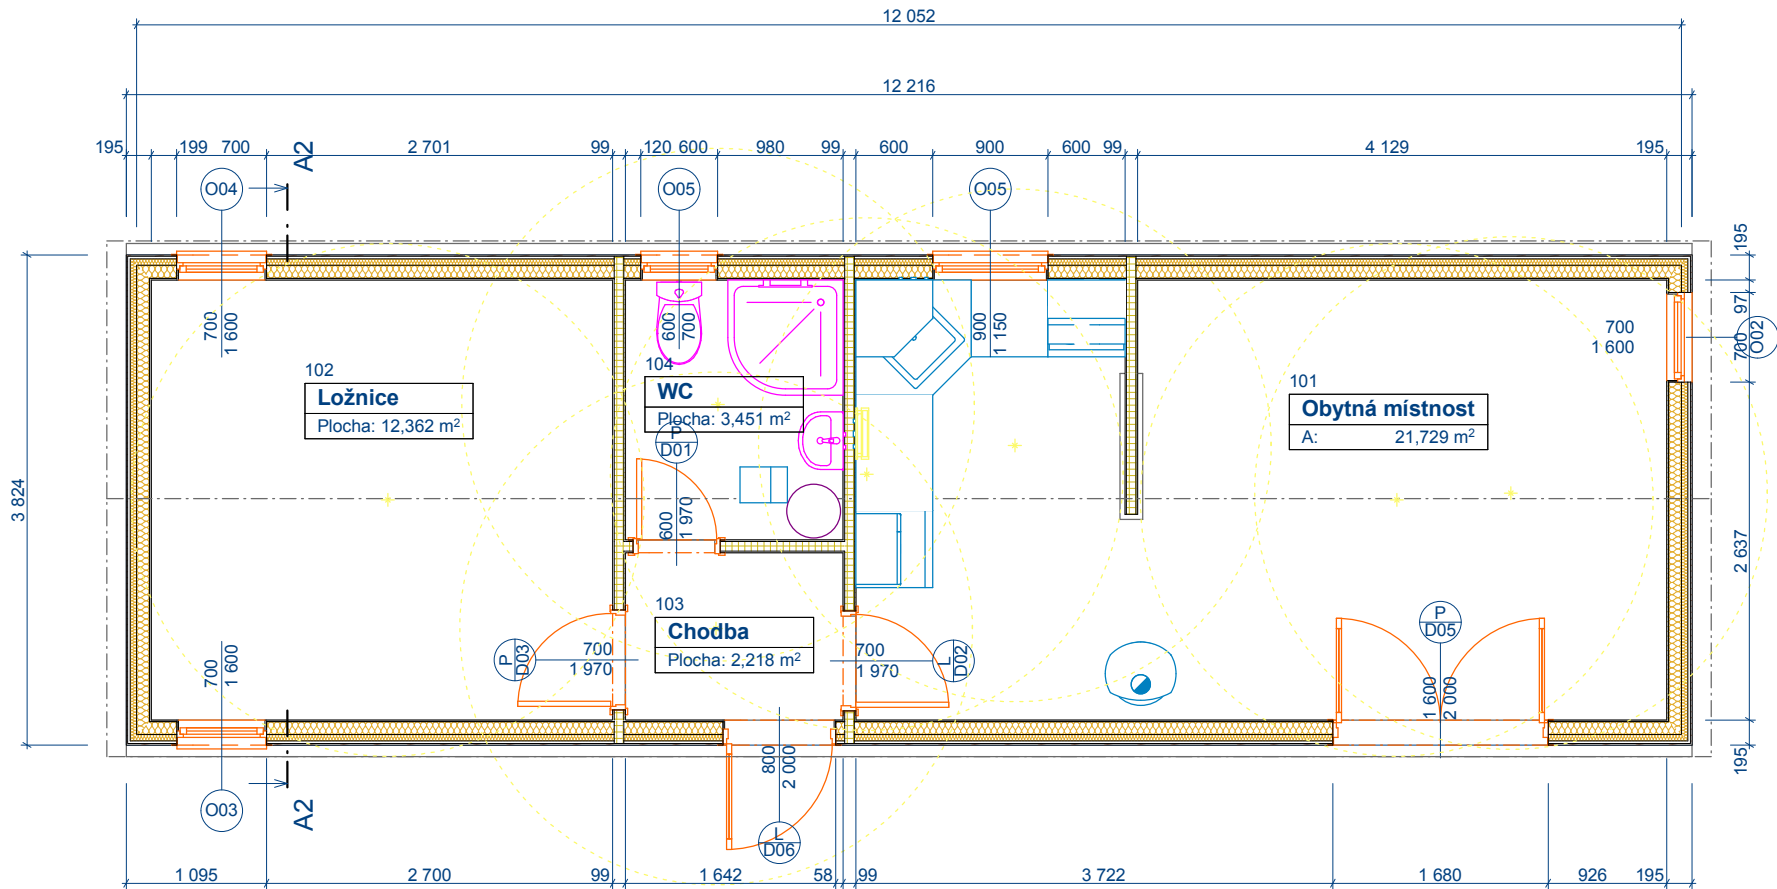 12 052
12 216
195
199
700
2 701
99
120
600
980
99
600
900
600
99
4 129
195
A2
O04
O05
O05
195
97
700
O02
2 637
195
3 824
700
1 600
600
700
900
1 150
700
1 600
102
Ložnice
Plocha: 12,362 m²
104
WC
Plocha: 3,451 m²
P
D01
600
1 970
101
Obytná místnost
A: 21,729 m²
103
Chodba
Plocha: 2,218 m²
P
D03
700
1 970
700
1 970
L
D02
P
D05
1 600
2 000
700
1 600
800
2 000
L
D06
O03
A2
1 095
2 700
99
1 642
58
99
3 722
1 680
926
195